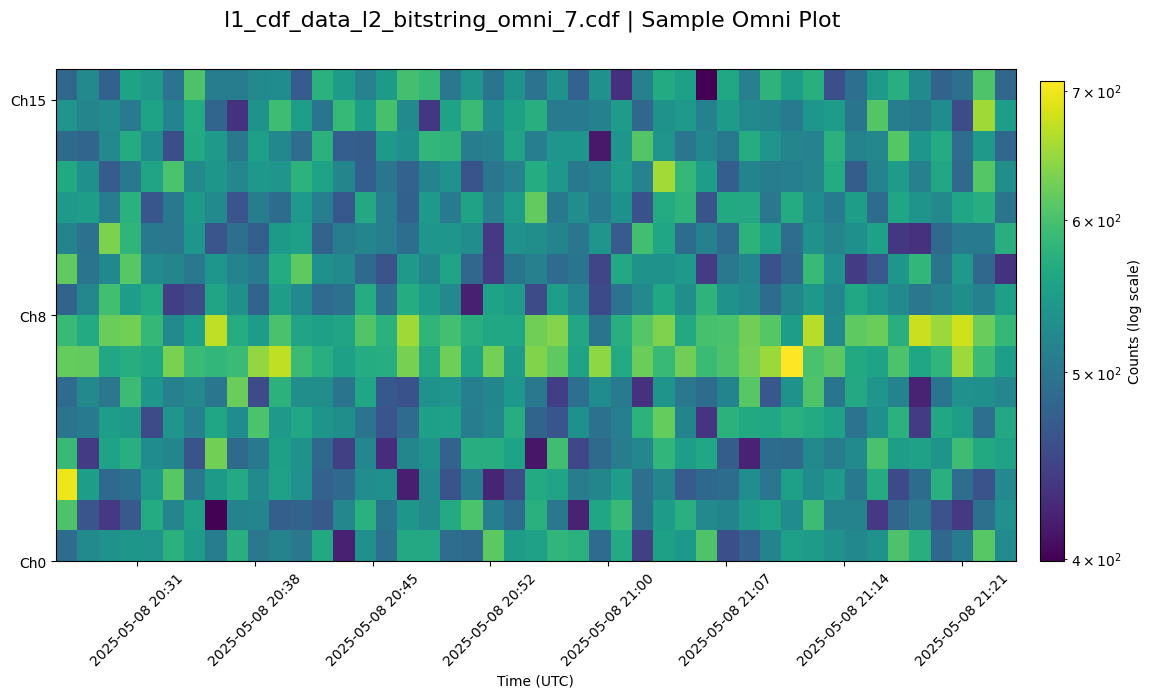 l1_cdf_data_l2_bitstring_omni_7.cdf | Sample Omni Plot
Ch15
Ch8
Ch0
2025-05-08 20:31
2025-05-08 20:38
2025-05-08 20:45
2025-05-08 20:52
2025-05-08 21:00
2025-05-08 21:07
2025-05-08 21:14
2025-05-08 21:21
Time (UTC)
7 × 10²
6 × 10²
5 × 10²
4 × 10²
Counts (log scale)